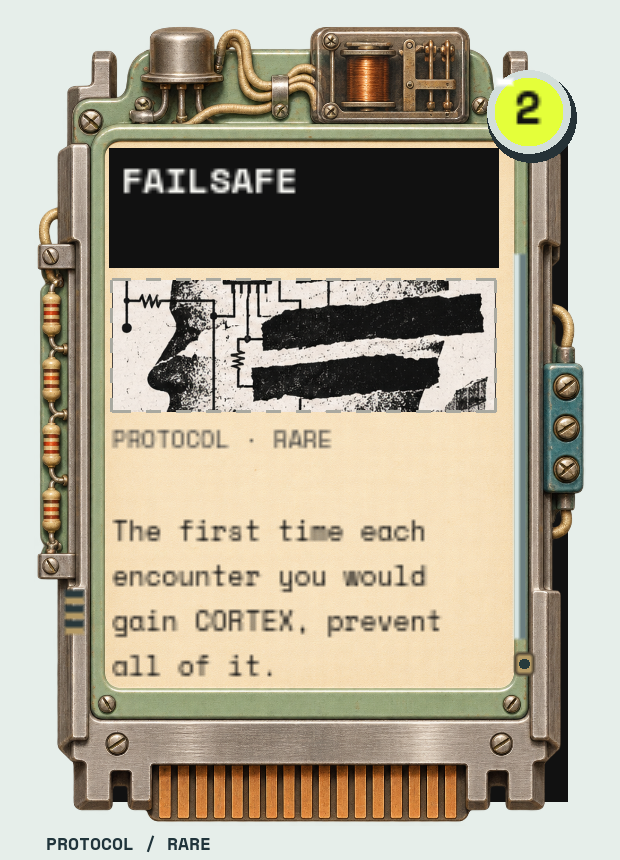 2
FAILSAFE
PROTOCOL · RARE
The first time each
encounter you would
gain CORTEX, prevent
all of it.
PROTOCOL / RARE